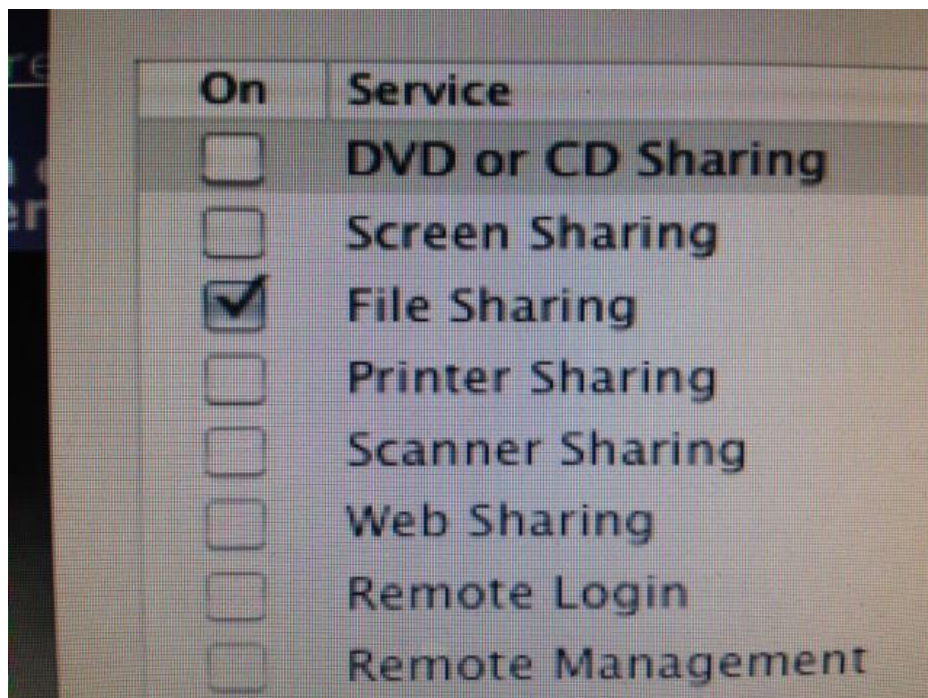 On Service
DVD or CD Sharing
Screen Sharing
File Sharing
Printer Sharing
Scanner Sharing
Web Sharing
Remote Login
Remote Management